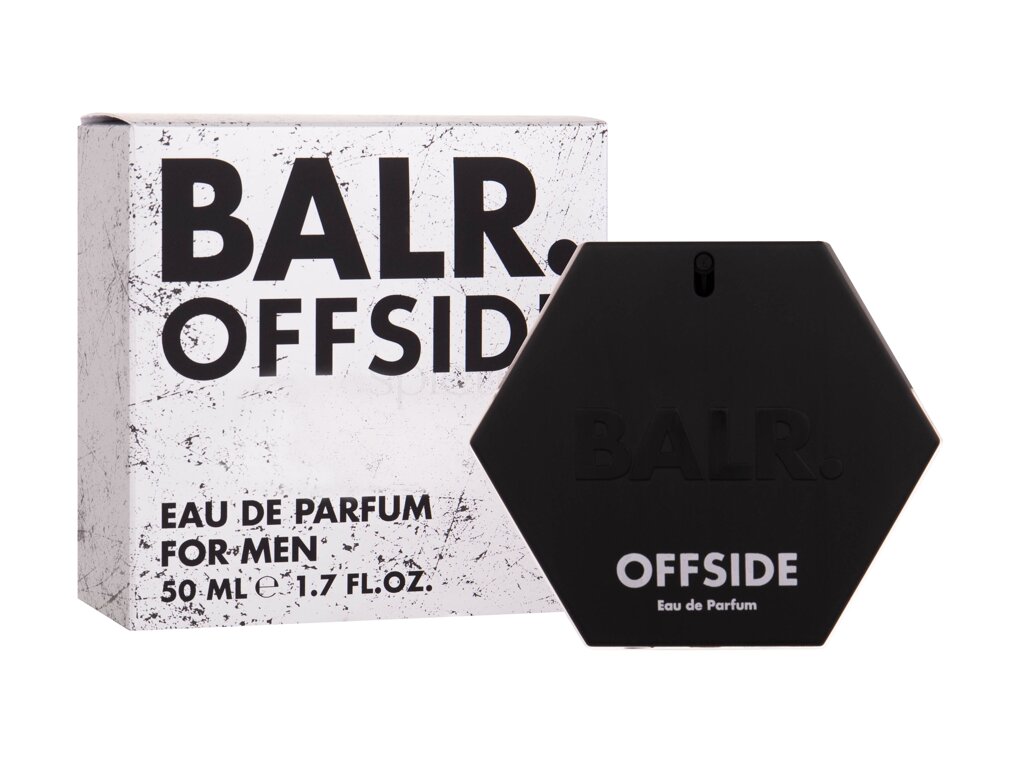 BALR.
OFFSIDE
EAU DE PARFUM
FOR MEN
50 ML ℮ 1.7 FL.OZ.
BALR.
OFFSIDE
Eau de Parfum